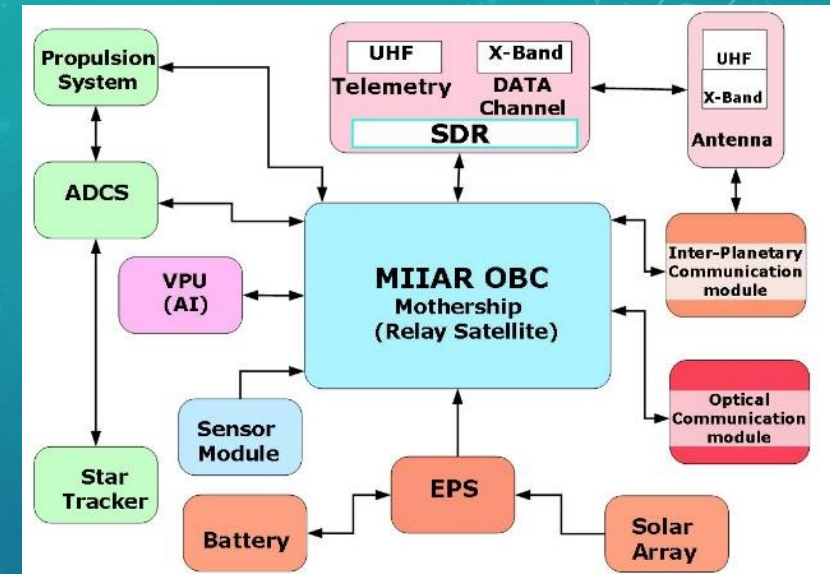 Propulsion
System
UHF
X-Band
Telemetry
DATA
Channel
SDR
UHF
X-Band
Antenna
ADCS
VPU
(AI)
MIIAR OBC
Mothership
(Relay Satellite)
Inter-Planetary
Communication
module
Sensor
Module
Optical
Communication
module
Star
Tracker
Battery
EPS
Solar
Array